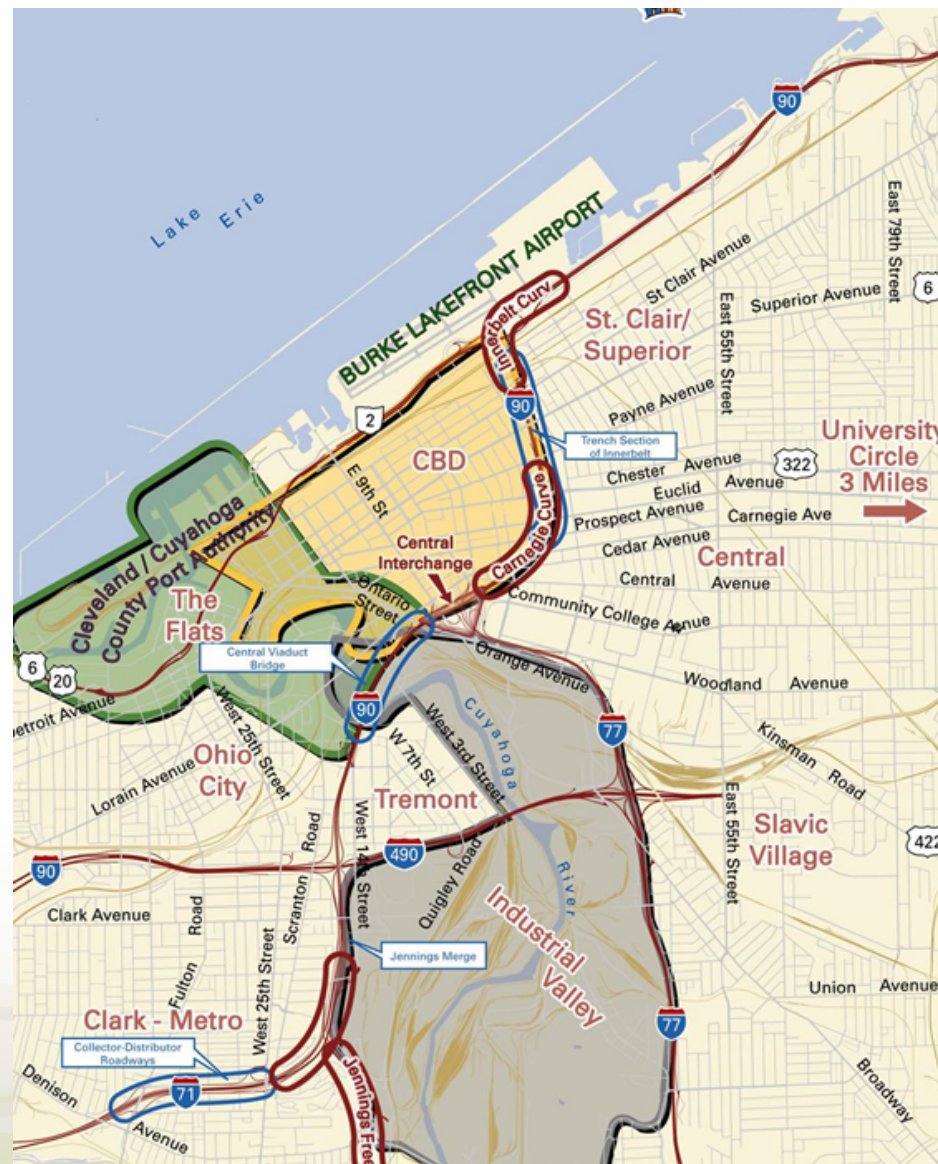 90
Lake Erie
BURKE LAKEFRONT AIRPORT
East 79th Street
6
St Clair Avenue
Superior Avenue
Innerbelt Curv
St. Clair/
Superior
East 55th Street
2
90
Payne Avenue
Trench Section
of Innerbelt
University
Circle
3 Miles
CBD
Chester Avenue
322
Euclid Avenue
E 9th St
Carnegie Curve
Prospect Avenue
Carnegie Ave
Cleveland / Cuyahoga
County Port Authority
Central
Interchange
Cedar Avenue
Central
Central Avenue
The
Flats
Ontario
Street
Community College
Central Viaduct
Bridge
Orange Avenue
6
20
Woodland Avenue
90
West 25th Street
77
Cuyahoga
River
West 3rd Street
W 7th St
Kinsman Road
Ohio
City
Lorain Avenue
Tremont
East 55th Street
Slavic
Village
422
Scranton Road
West 14th Street
490
90
Quigley Road
Clark Avenue
Fulton Road
West 25th Street
Industrial
Valley
Jennings Merge
Union Avenue
Clark - Metro
77
Collector-Distributor
Roadways
71
Denison Avenue
Jennings Free
Broadway